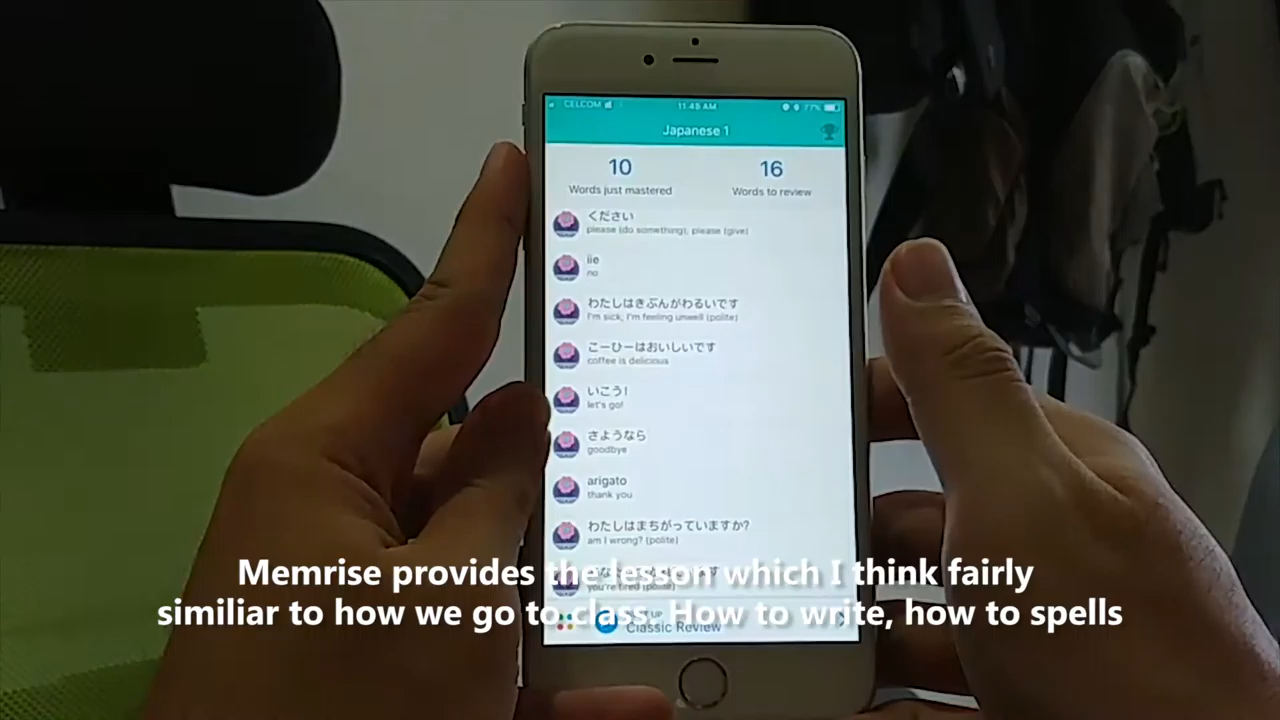 CELCOM
11:45 AM
77%
Japanese 1
10
Words just mastered
16
Words to review
ください
please (do something); please (give)
iie
no
わたしはきぶんがわるいです
I'm sick; I'm feeling unwell (polite)
こーひーはおいしいです
coffee is delicious
いこう!
let's go!
さようなら
goodbye
arigato
thank you
わたしはまちがっていますか?
am I wrong? (polite)
you're tired (polite)
Memrise provides the lesson which I think fairly
similiar to how we go to class. How to write, how to spells
Classic Review